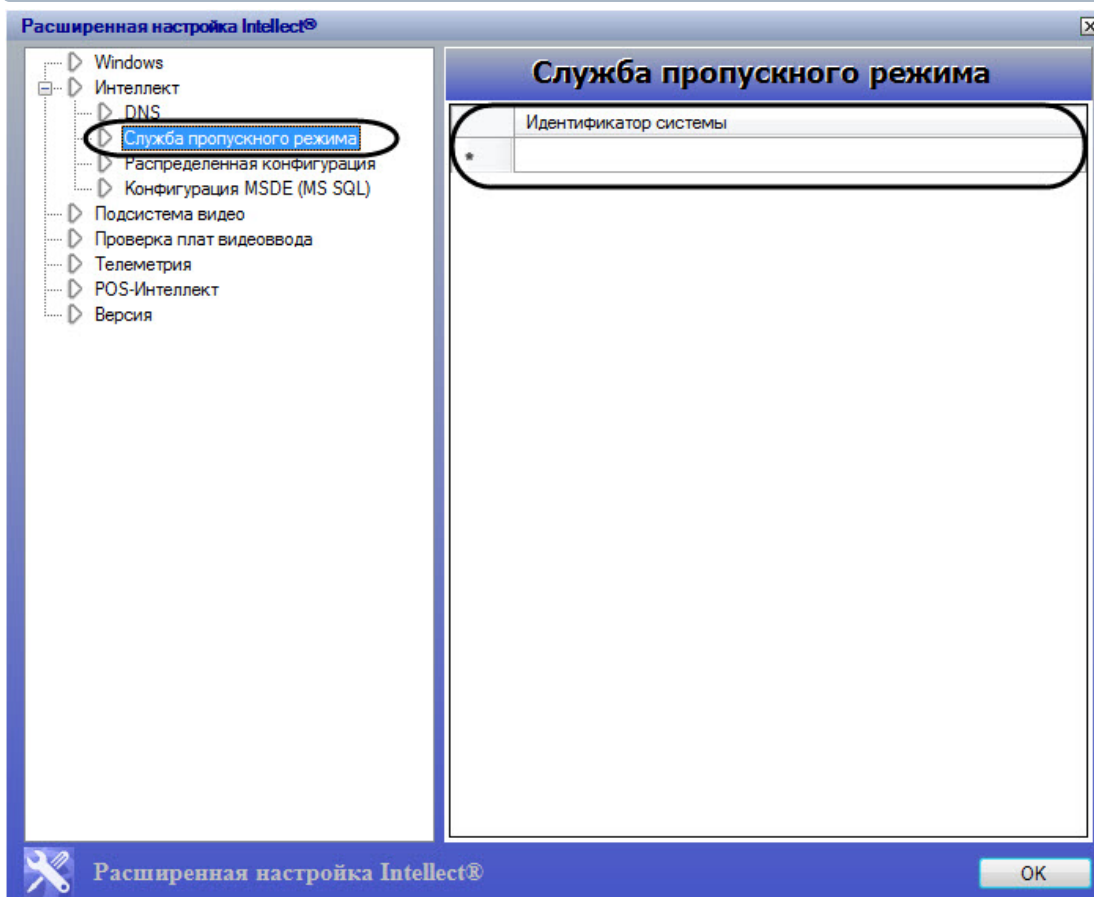 Расширенная настройка Intellect®
Windows
Интеллект
DNS
Служба пропускного режима
Распределенная конфигурация
Конфигурация MSDE (MS SQL)
Подсистема видео
Проверка плат видеоввода
Телеметрия
POS-Интеллект
Версия
Служба пропускного режима
Идентификатор системы
*
Расширенная настройка Intellect®
OK